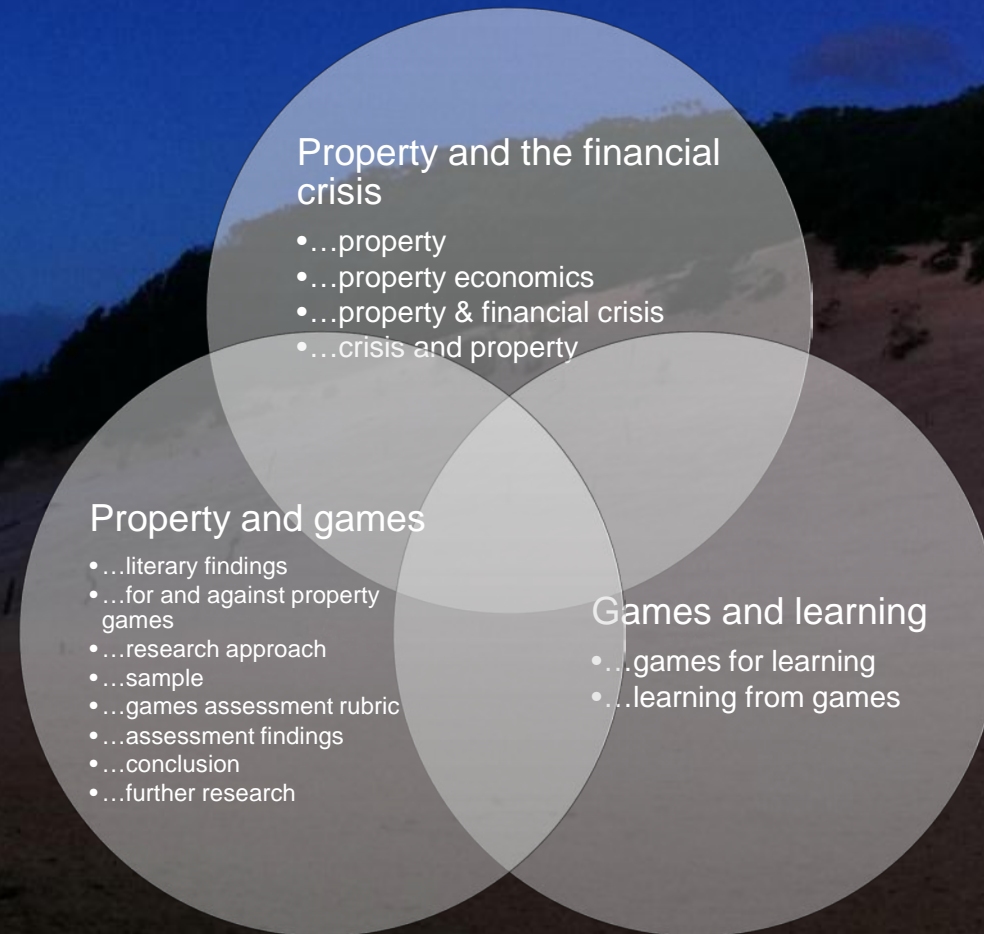 Property and the financial
crisis
•…property
•…property economics
•…property & financial crisis
•…crisis and property
Property and games
•…literary findings
•…for and against property
games
•…research approach
•…sample
•…games assessment rubric
•…assessment findings
•…conclusion
•…further research
Games and learning
•…games for learning
•…learning from games